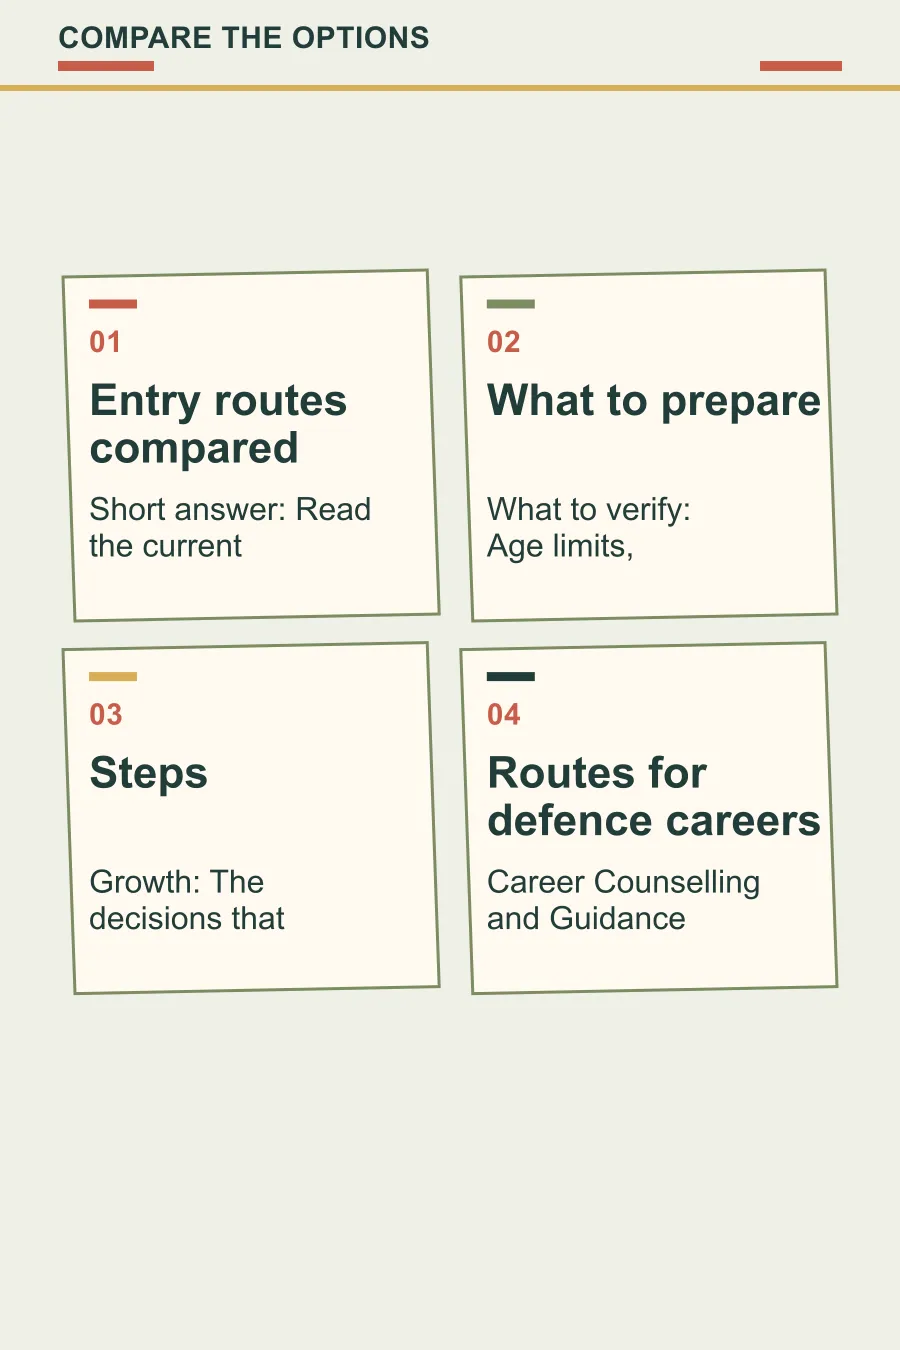 COMPARE THE OPTIONS
01
Entry routes
compared
Short answer: Read
the current
02
What to prepare
What to verify:
Age limits,
03
Steps
Growth: The
decisions that
04
Routes for
defence careers
Career Counselling
and Guidance